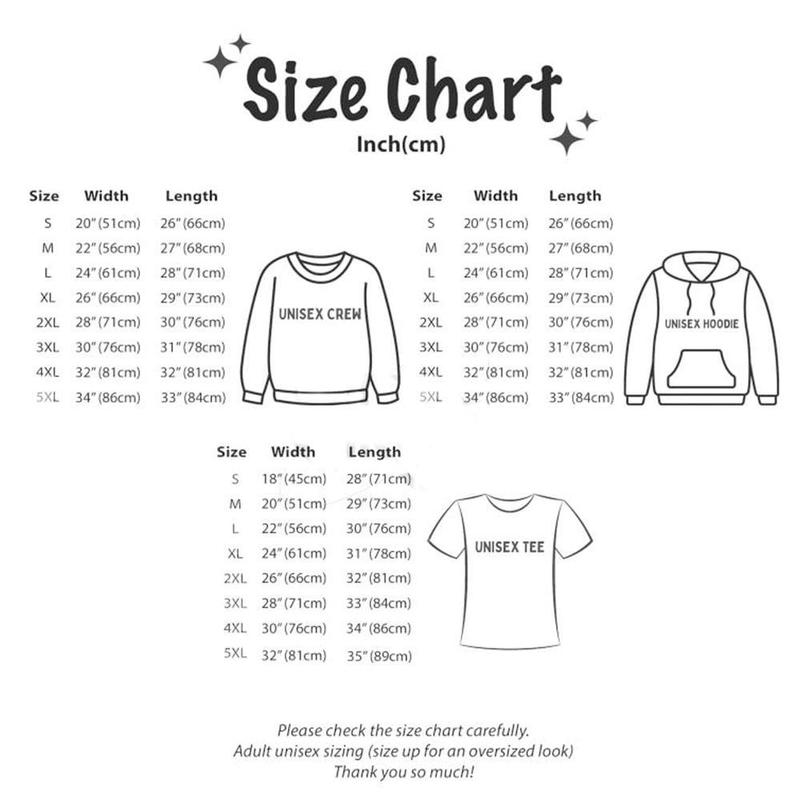 Size Chart
Inch(cm)
Size Width Length
S 20"(51cm) 26"(66cm)
M 22"(56cm) 27"(68cm)
L 24"(61cm) 28"(71cm)
XL 26"(66cm) 29"(73cm)
2XL 28"(71cm) 30"(76cm)
3XL 30"(76cm) 31"(78cm)
4XL 32"(81cm) 32"(81cm)
5XL 34"(86cm) 33"(84cm)
UNISEX CREW
Size Width Length
S 20"(51cm) 26"(66cm)
M 22"(56cm) 27"(68cm)
L 24"(61cm) 28"(71cm)
XL 26"(66cm) 29"(73cm)
2XL 28"(71cm) 30"(76cm)
3XL 30"(76cm) 31"(78cm)
4XL 32"(81cm) 32"(81cm)
5XL 34"(86cm) 33"(84cm)
UNISEX HOODIE
Size Width Length
S 18"(45cm) 28"(71cm)
M 20"(51cm) 29"(73cm)
L 22"(56cm) 30"(76cm)
XL 24"(61cm) 31"(78cm)
2XL 26"(66cm) 32"(81cm)
3XL 28"(71cm) 33"(84cm)
4XL 30"(76cm) 34"(86cm)
5XL 32"(81cm) 35"(89cm)
UNISEX TEE
Please check the size chart carefully.
Adult unisex sizing (size up for an oversized look)
Thank you so much!